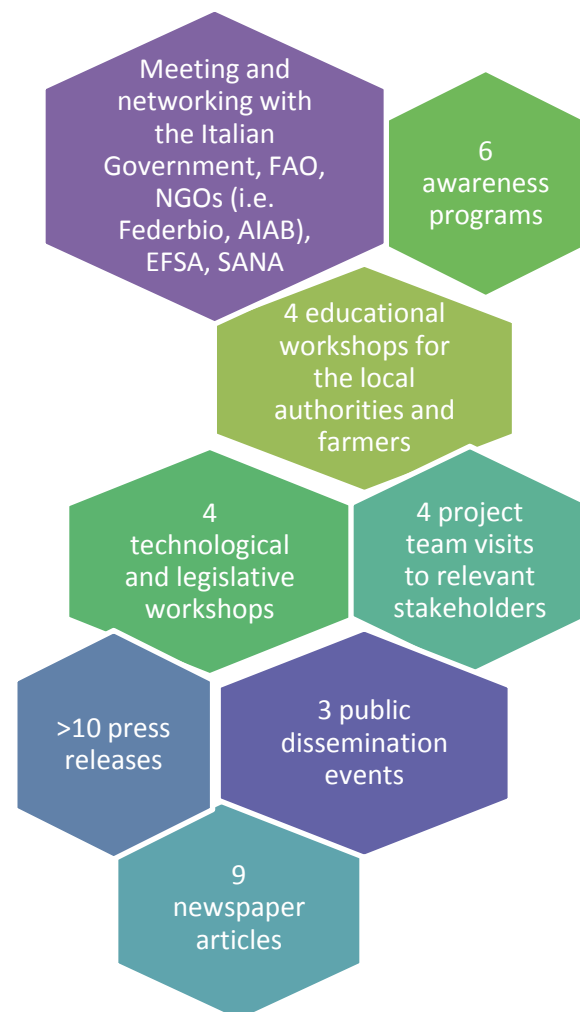 Meeting and
networking with
the Italian
Government, FAO,
NGOs (i.e.
Federbio, AIAB),
EFSA, SANA
6
awareness
programs
4 educational
workshops for
the local
authorities and
farmers
4
technological
and legislative
workshops
4 project
team visits
to relevant
stakeholders
>10 press
releases
3 public
dissemination
events
9
newspaper
articles